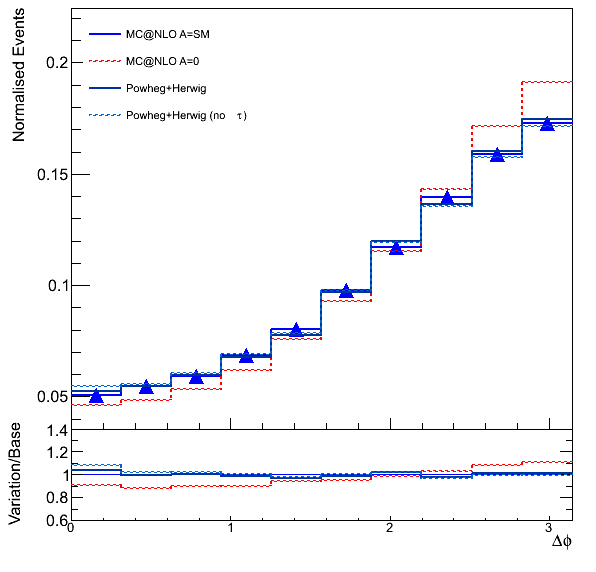 Normalised Events
MC@NLO A=SM
MC@NLO A=0
Powheg+Herwig
Powheg+Herwig (no τ)
0.2
0.15
0.1
0.05
Variation/Base
1.4
1.2
1
0.8
0.6
0 1 2 3
Δϕ